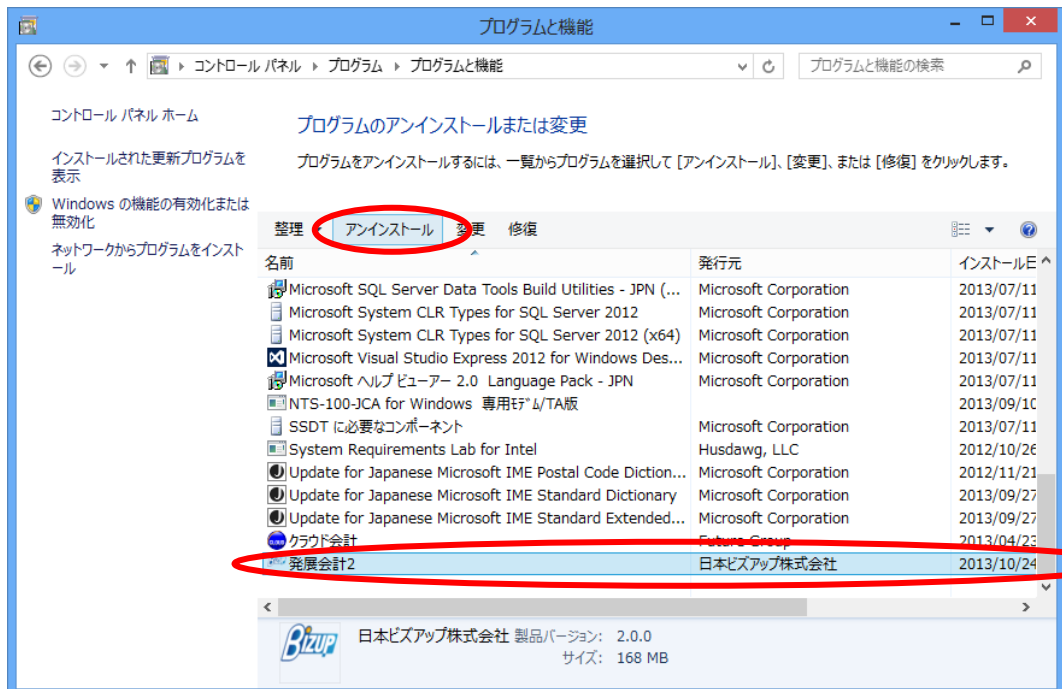 プログラムと機能
コントロール パネル プログラム プログラムと機能
プログラムと機能の検索
コントロール パネル ホーム
インストールされた更新プログラムを
表示
Windows の機能の有効化または
無効化
ネットワークからプログラムをインスト
ール
プログラムのアンインストールまたは変更
プログラムをアンインストールするには、一覧からプログラムを選択して [アンインストール]、[変更]、または [修復] をクリックします。
整理 アンインストール 変更 修復
名前 発行元 インストール日
Microsoft SQL Server Data Tools Build Utilities - JPN (... Microsoft Corporation 2013/07/11
Microsoft System CLR Types for SQL Server 2012 Microsoft Corporation 2013/07/11
Microsoft System CLR Types for SQL Server 2012 (x64) Microsoft Corporation 2013/07/11
Microsoft Visual Studio Express 2012 for Windows Des... Microsoft Corporation 2013/07/11
Microsoft ヘルプ ビューアー 2.0 Language Pack - JPN Microsoft Corporation 2013/07/11
NTS-100-JCA for Windows 専用ﾓﾃﾞﾑ/TA版 2013/09/10
SSDT に必要なコンポーネント Microsoft Corporation 2013/07/11
System Requirements Lab for Intel Husdawg, LLC 2012/10/26
Update for Japanese Microsoft IME Postal Code Diction... Microsoft Corporation 2012/11/21
Update for Japanese Microsoft IME Standard Dictionary Microsoft Corporation 2013/09/27
Update for Japanese Microsoft IME Standard Extended... Microsoft Corporation 2013/09/27
クラウド会計 Future Group 2013/04/23
発展会計2 日本ビズアップ株式会社 2013/10/24
Bizup
日本ビズアップ株式会社 製品バージョン: 2.0.0
サイズ: 168 MB